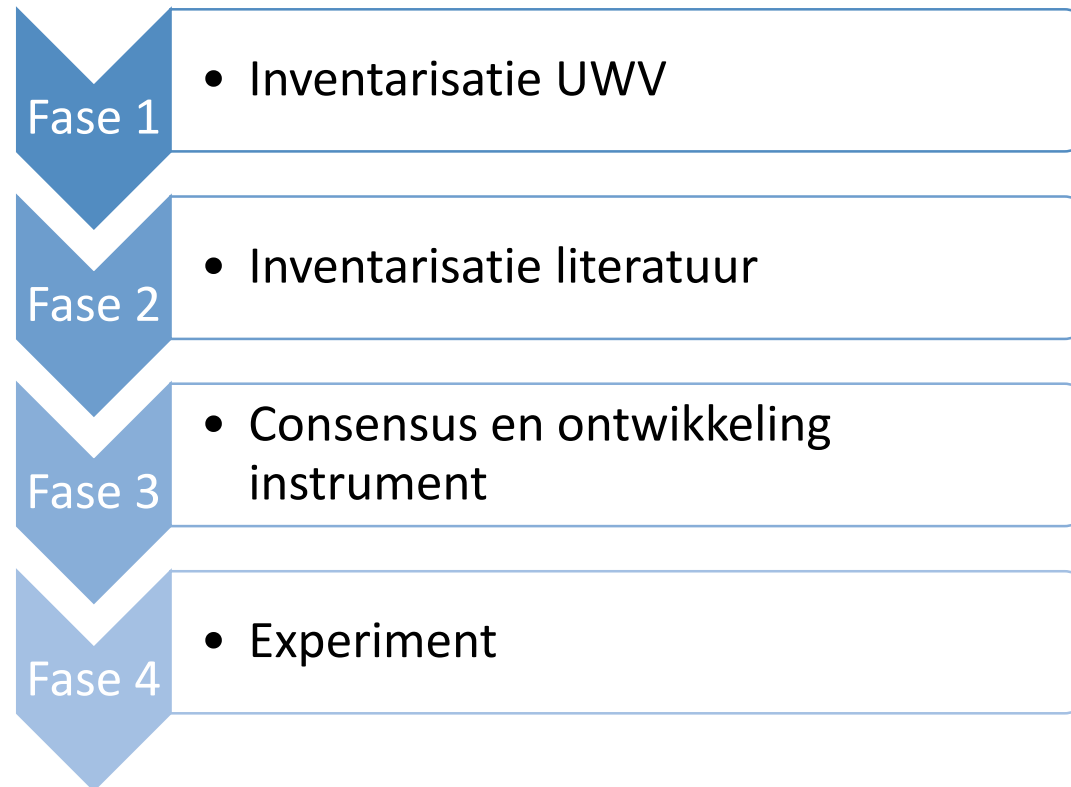 Fase 1
• Inventarisatie UWV
Fase 2
• Inventarisatie literatuur
Fase 3
• Consensus en ontwikkeling
instrument
Fase 4
• Experiment